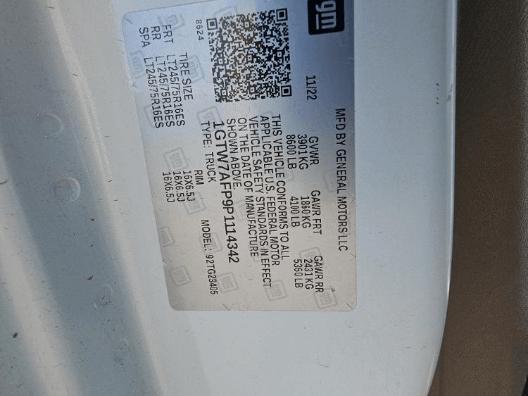 gm
MFD BY GENERAL MOTORS LLC
11/22
GVWR GAWR FRT GAWR RR
3901 KG 1860 KG 2431 KG
8600 LB 4100 LB 5360 LB
THIS VEHICLE CONFORMS TO ALL
APPLICABLE U.S. FEDERAL MOTOR
VEHICLE SAFETY STANDARDS IN EFFECT
ON THE DATE OF MANUFACTURE
SHOWN ABOVE.
1GTW7AFP9P1114342
TYPE: TRUCK MODEL: 92TG23405
8624
TIRE SIZE RIM
FRT LT245/75R16ES 16X6.5J
RR LT245/75R16ES 16X6.5J
SPA LT245/75R16ES 16X6.5J